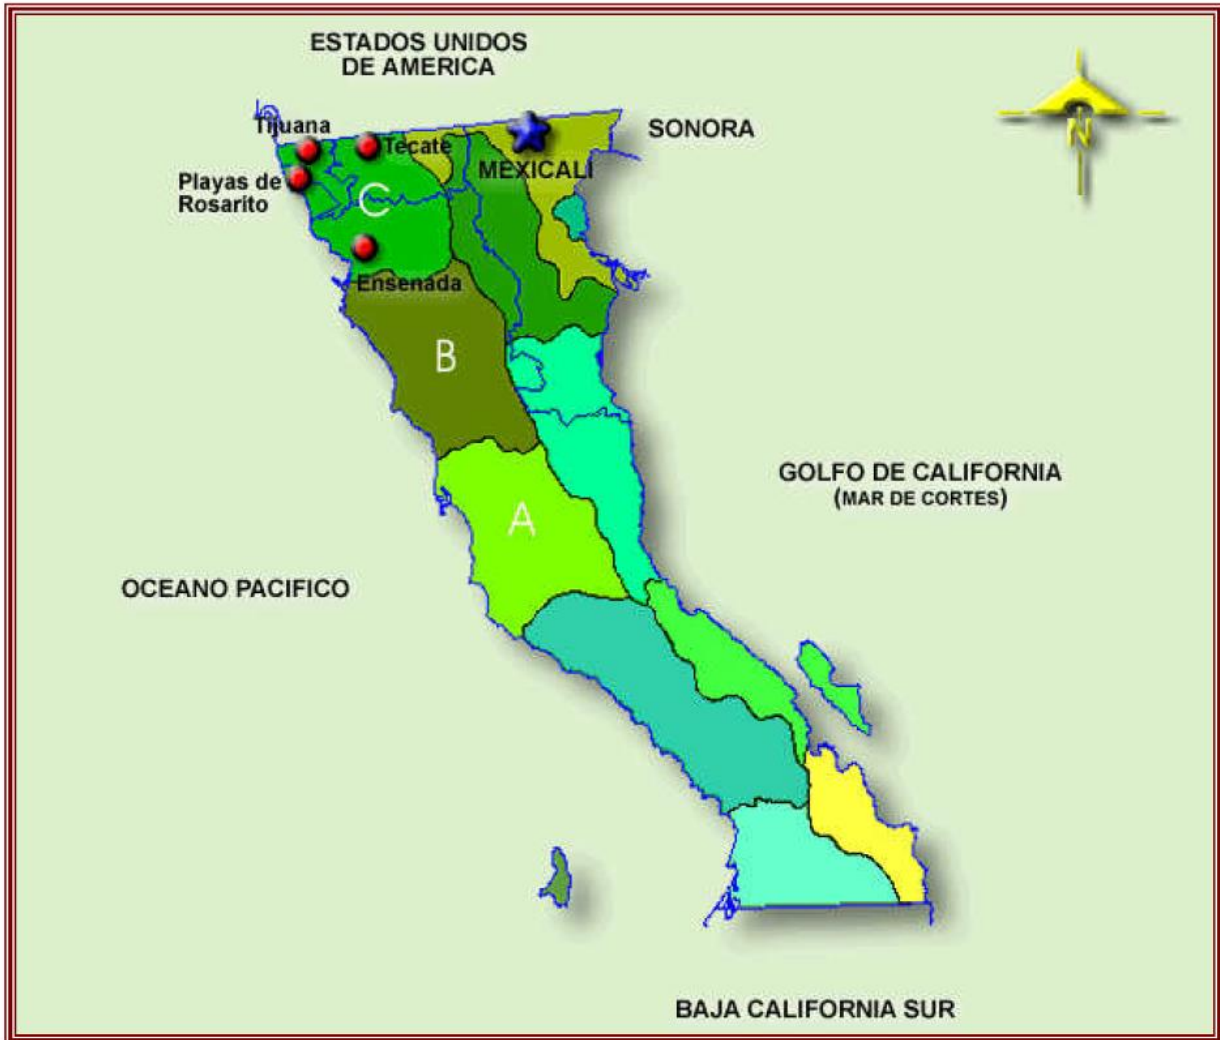 ESTADOS UNIDOS
DE AMERICA
Tijuana
Tecate
SONORA
N
MEXICALI
Playas de
Rosarito
C
Ensenada
B
GOLFO DE CALIFORNIA
(MAR DE CORTES)
A
OCEANO PACIFICO
BAJA CALIFORNIA SUR